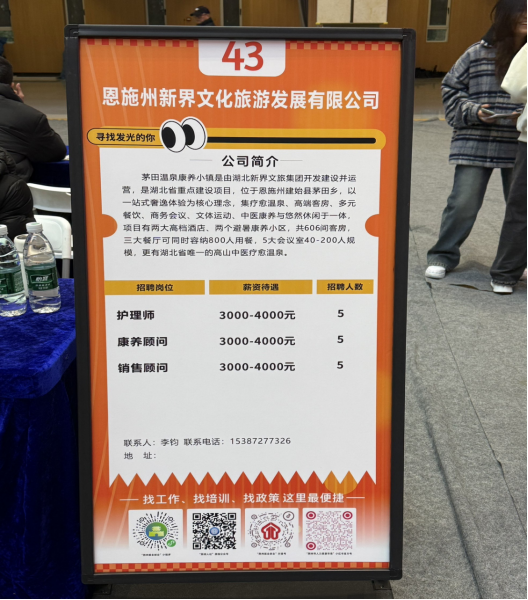 43
恩施州新界文化旅游发展有限公司
寻找发光的你
公司简介
茅田温泉康养小镇是由湖北新界文旅集团开发建设并运
营，是湖北省重点建设项目，位于恩施州建始县茅田乡，以
一站式奢逸体验为核心理念，集疗愈温泉、高端客房、多元
餐饮、商务会议、文体运动、中医康养与悠然休闲于一体，
项目有两大高档酒店、两个避暑康养小区，共606间客房，
三大餐厅可同时容纳800人用餐，5大会议室40-200人规
模，更有湖北省唯一的高山中医疗愈温泉。
招聘岗位 薪资待遇 招聘人数
护理师 3000-4000元 5
康养顾问 3000-4000元 5
销售顾问 3000-4000元 5
联系人：李钧 联系电话：15387277326
地 址：
找工作、找培训、找政策 这里最便捷